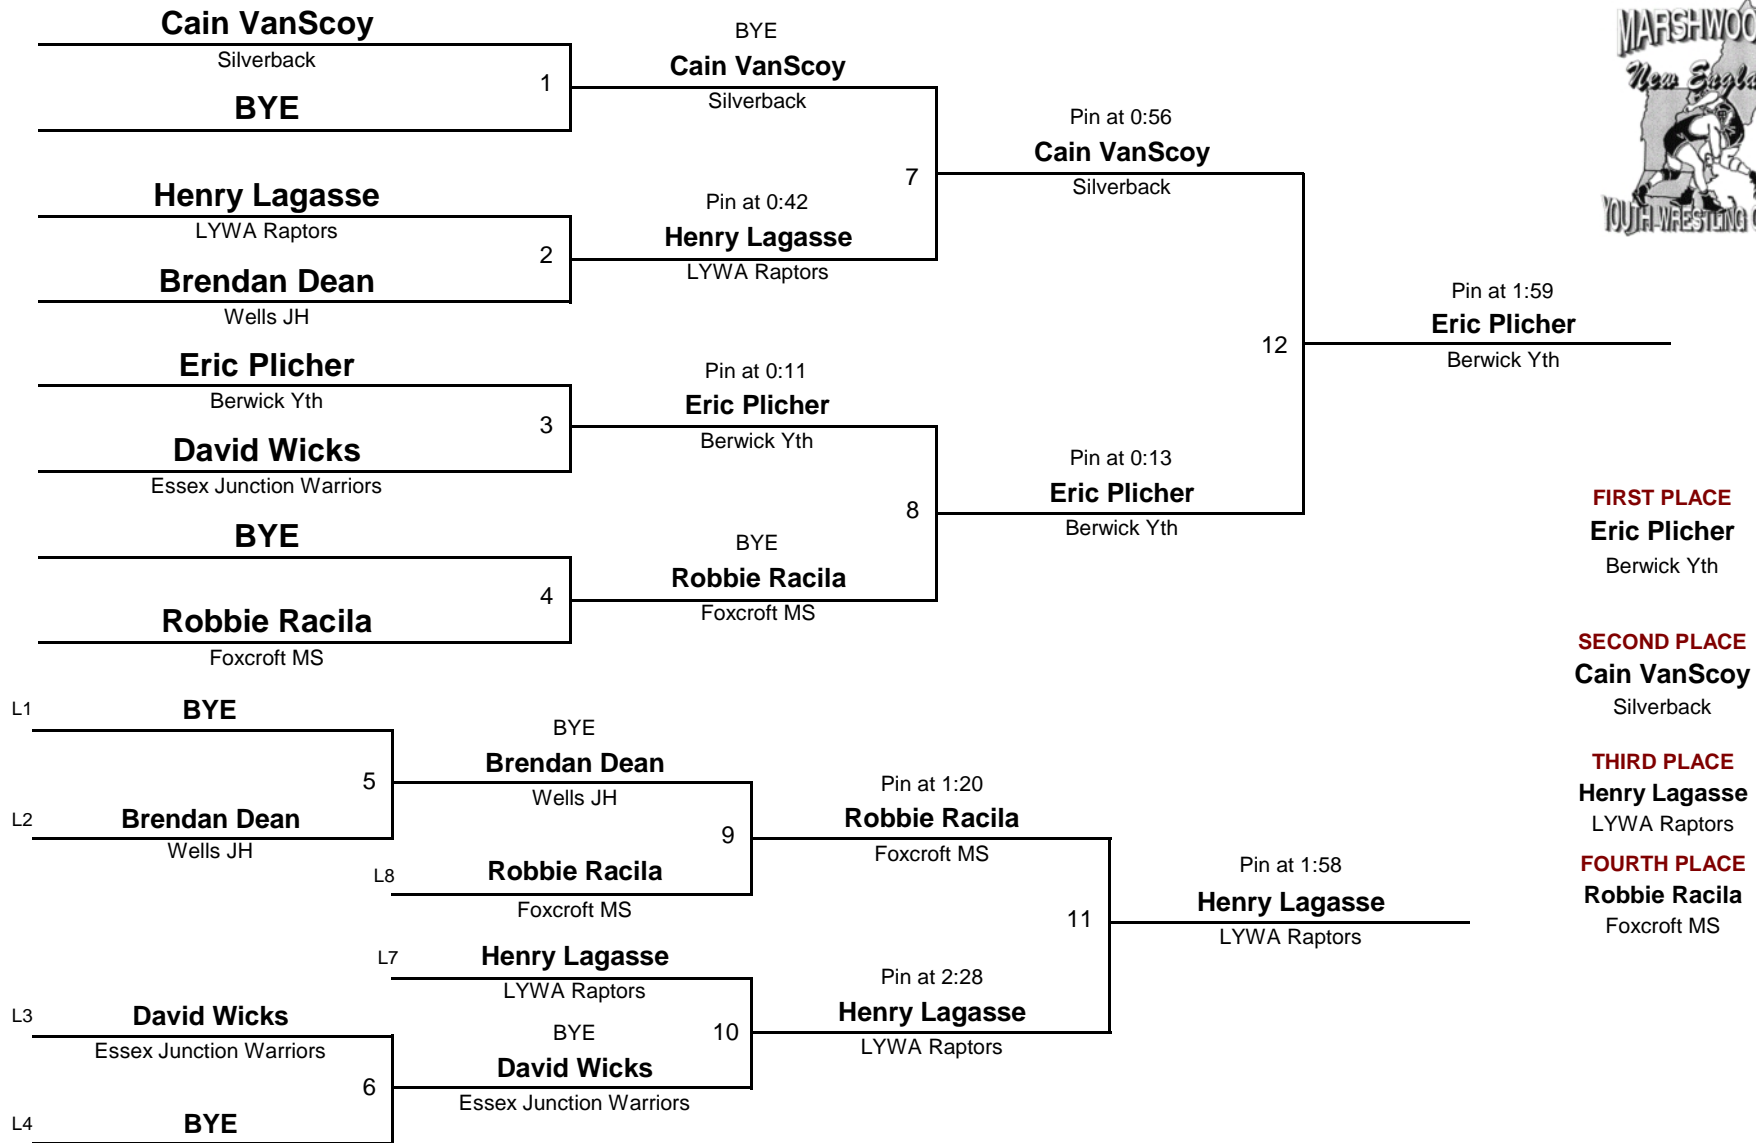 Cain VanScoy
Silverback
1
BYE
BYE
Cain VanScoy
Silverback
Henry Lagasse
LYWA Raptors
2
Brendan Dean
Wells JH
Pin at 0:42
Henry Lagasse
LYWA Raptors
7
Pin at 0:56
Cain VanScoy
Silverback
Eric Plicher
Berwick Yth
3
David Wicks
Essex Junction Warriors
Pin at 0:11
Eric Plicher
Berwick Yth
BYE
4
Robbie Racila
Foxcroft MS
BYE
Robbie Racila
Foxcroft MS
8
Pin at 0:13
Eric Plicher
Berwick Yth
12
Pin at 1:59
Eric Plicher
Berwick Yth
New
YOUTH WRESTLING
FIRST PLACE
Eric Plicher
Berwick Yth
SECOND PLACE
Cain VanScoy
Silverback
THIRD PLACE
Henry Lagasse
LYWA Raptors
FOURTH PLACE
Robbie Racila
Foxcroft MS
L1
BYE
5
L2
Brendan Dean
Wells JH
BYE
Brendan Dean
Wells JH
9
L8
Robbie Racila
Foxcroft MS
Pin at 1:20
Robbie Racila
Foxcroft MS
L7
Henry Lagasse
LYWA Raptors
10
L3
David Wicks
Essex Junction Warriors
6
L4
BYE
BYE
David Wicks
Essex Junction Warriors
Pin at 2:28
Henry Lagasse
LYWA Raptors
11
Pin at 1:58
Henry Lagasse
LYWA Raptors